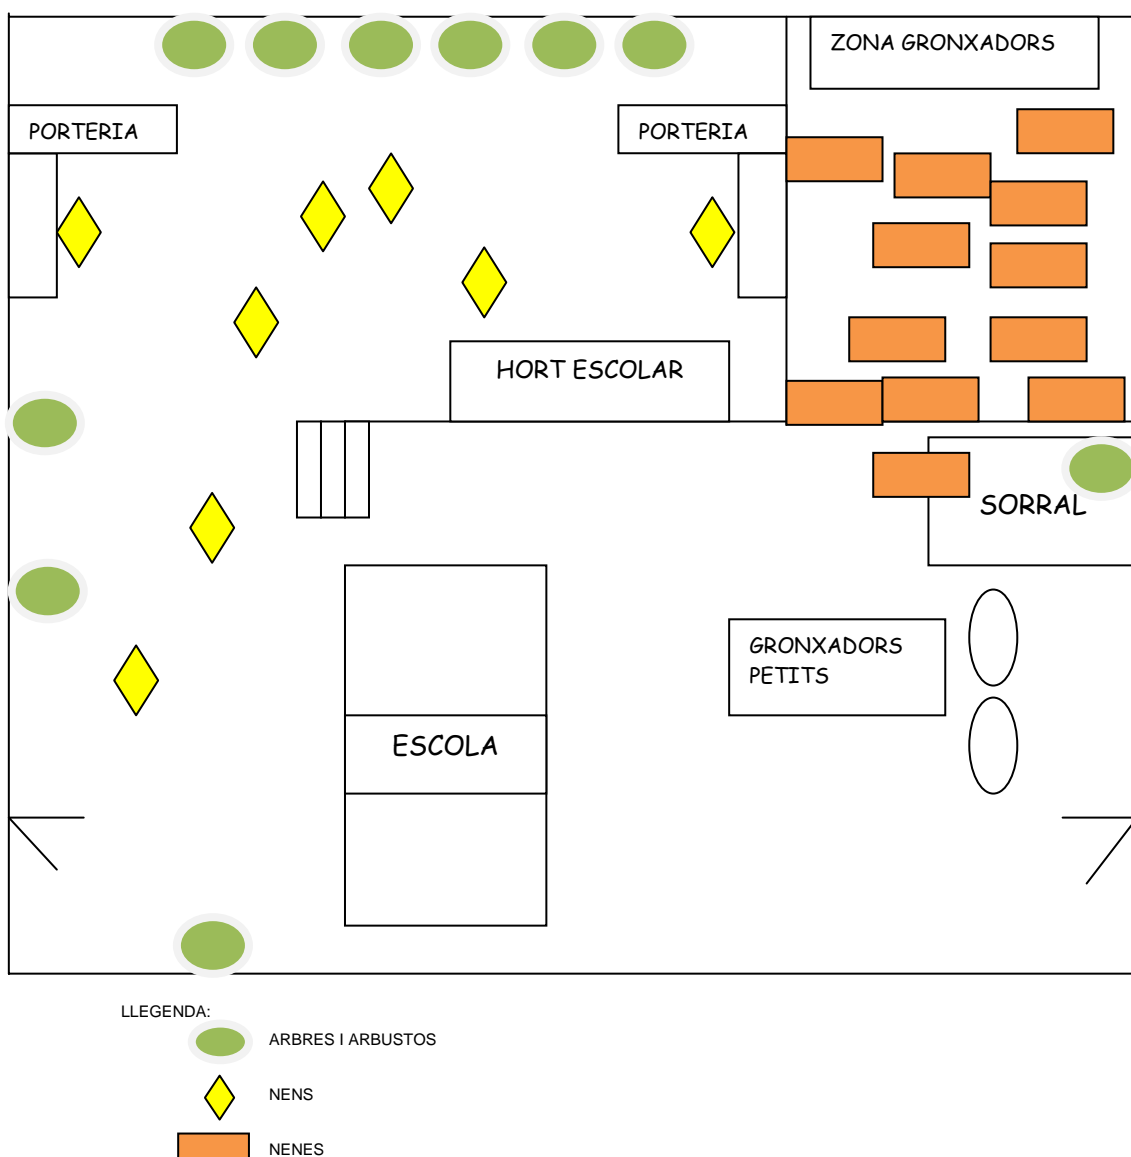 ZONA GRONXADORS
PORTERIA
PORTERIA
HORT ESCOLAR
SORRAL
GRONXADORS
PETITS
ESCOLA
LLEGENDA:
ARBRES I ARBUSTOS
NENS
NENES